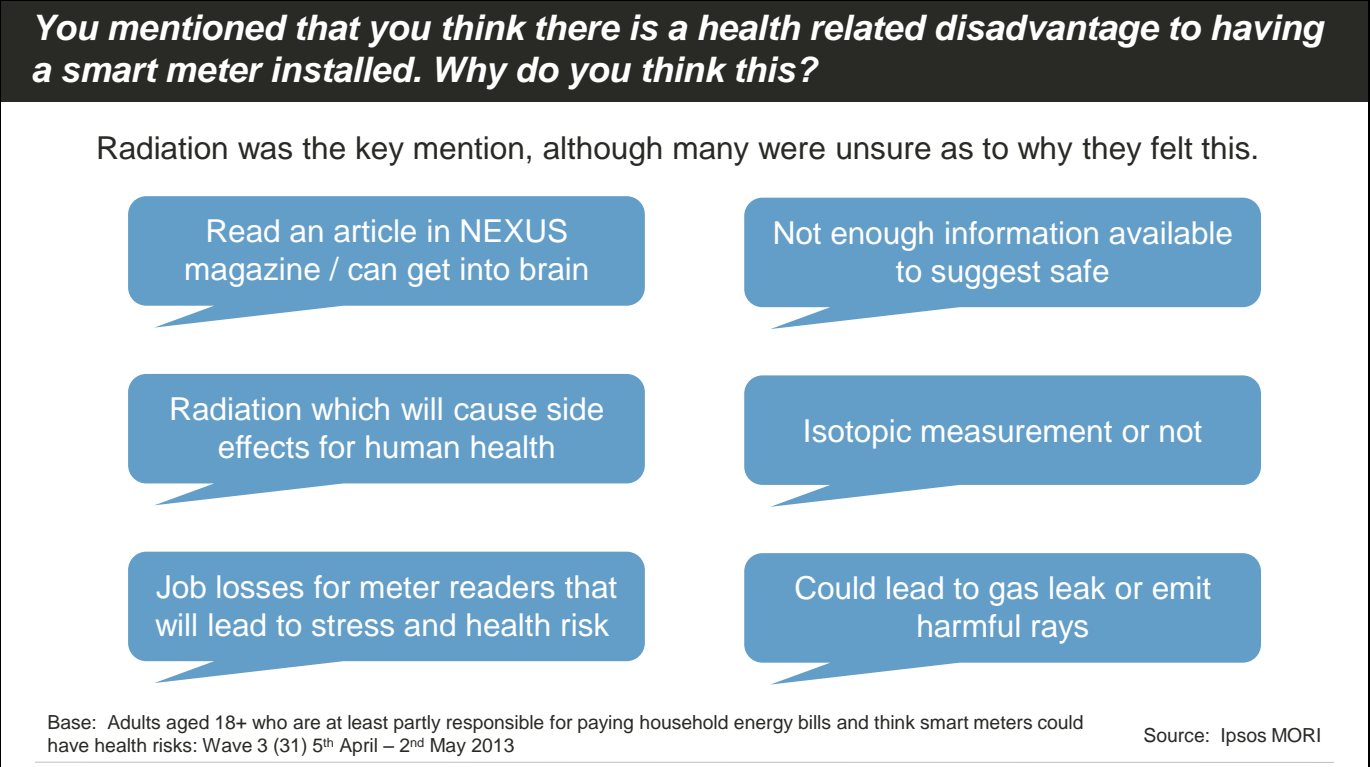 You mentioned that you think there is a health related disadvantage to having
a smart meter installed. Why do you think this?
Radiation was the key mention, although many were unsure as to why they felt this.
Read an article in NEXUS
magazine / can get into brain
Not enough information available
to suggest safe
Radiation which will cause side
effects for human health
Isotopic measurement or not
Job losses for meter readers that
will lead to stress and health risk
Could lead to gas leak or emit
harmful rays
Base: Adults aged 18+ who are at least partly responsible for paying household energy bills and think smart meters could
have health risks: Wave 3 (31) 5th April – 2nd May 2013
Source: Ipsos MORI